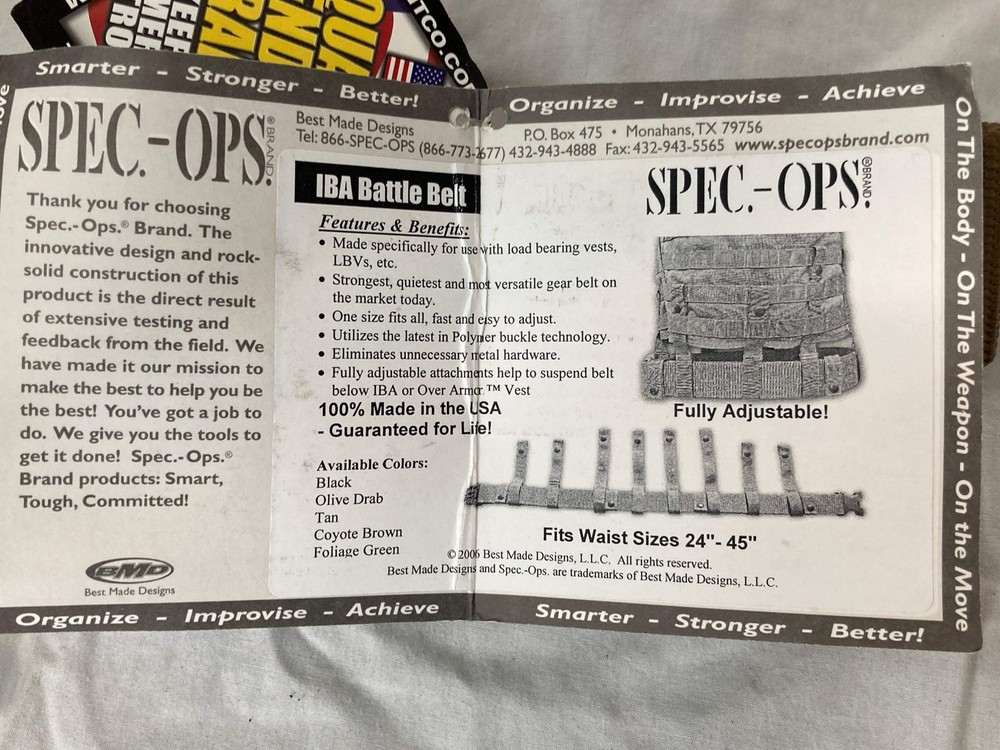 ITCO.CO
Smarter - Stronger - Better!
SPEC.-OPS.
®BRAND
Thank you for choosing
Spec.-Ops.® Brand. The
innovative design and rock-
solid construction of this
product is the direct result
of extensive testing and
feedback from the field. We
have made it our mission to
make the best to help you be
the best! You've got a job to
do. We give you the tools to
get it done! Spec.-Ops.®
Brand products: Smart,
Tough, Committed!
BMD
Best Made Designs
Organize - Improvise - Achieve
Organize - Improvise - Achieve
Best Made Designs P.O. Box 475 • Monahans,TX 79756
Tel: 866-SPEC-OPS (866-773-2677) 432-943-4888 Fax: 432-943-5565 www.specopsbrand.com
IBA Battle Belt
Features & Benefits:
• Made specifically for use with load bearing vests,
LBVs, etc.
• Strongest, quietest and most versatile gear belt on
the market today.
• One size fits all, fast and easy to adjust.
• Utilizes the latest in Polymer buckle technology.
• Eliminates unnecessary metal hardware.
• Fully adjustable attachments help to suspend belt
below IBA or Over Armor™ Vest
100% Made in the USA
- Guaranteed for Life!
Available Colors:
Black
Olive Drab
Tan
Coyote Brown
Foliage Green
SPEC.-OPS.
®BRAND
Fully Adjustable!
Fits Waist Sizes 24"- 45"
©2006 Best Made Designs, L.L.C. All rights reserved.
Best Made Designs and Spec.-Ops. are trademarks of Best Made Designs, L.L.C.
Smarter - Stronger - Better!
On The Body - On The Weapon - On the Move